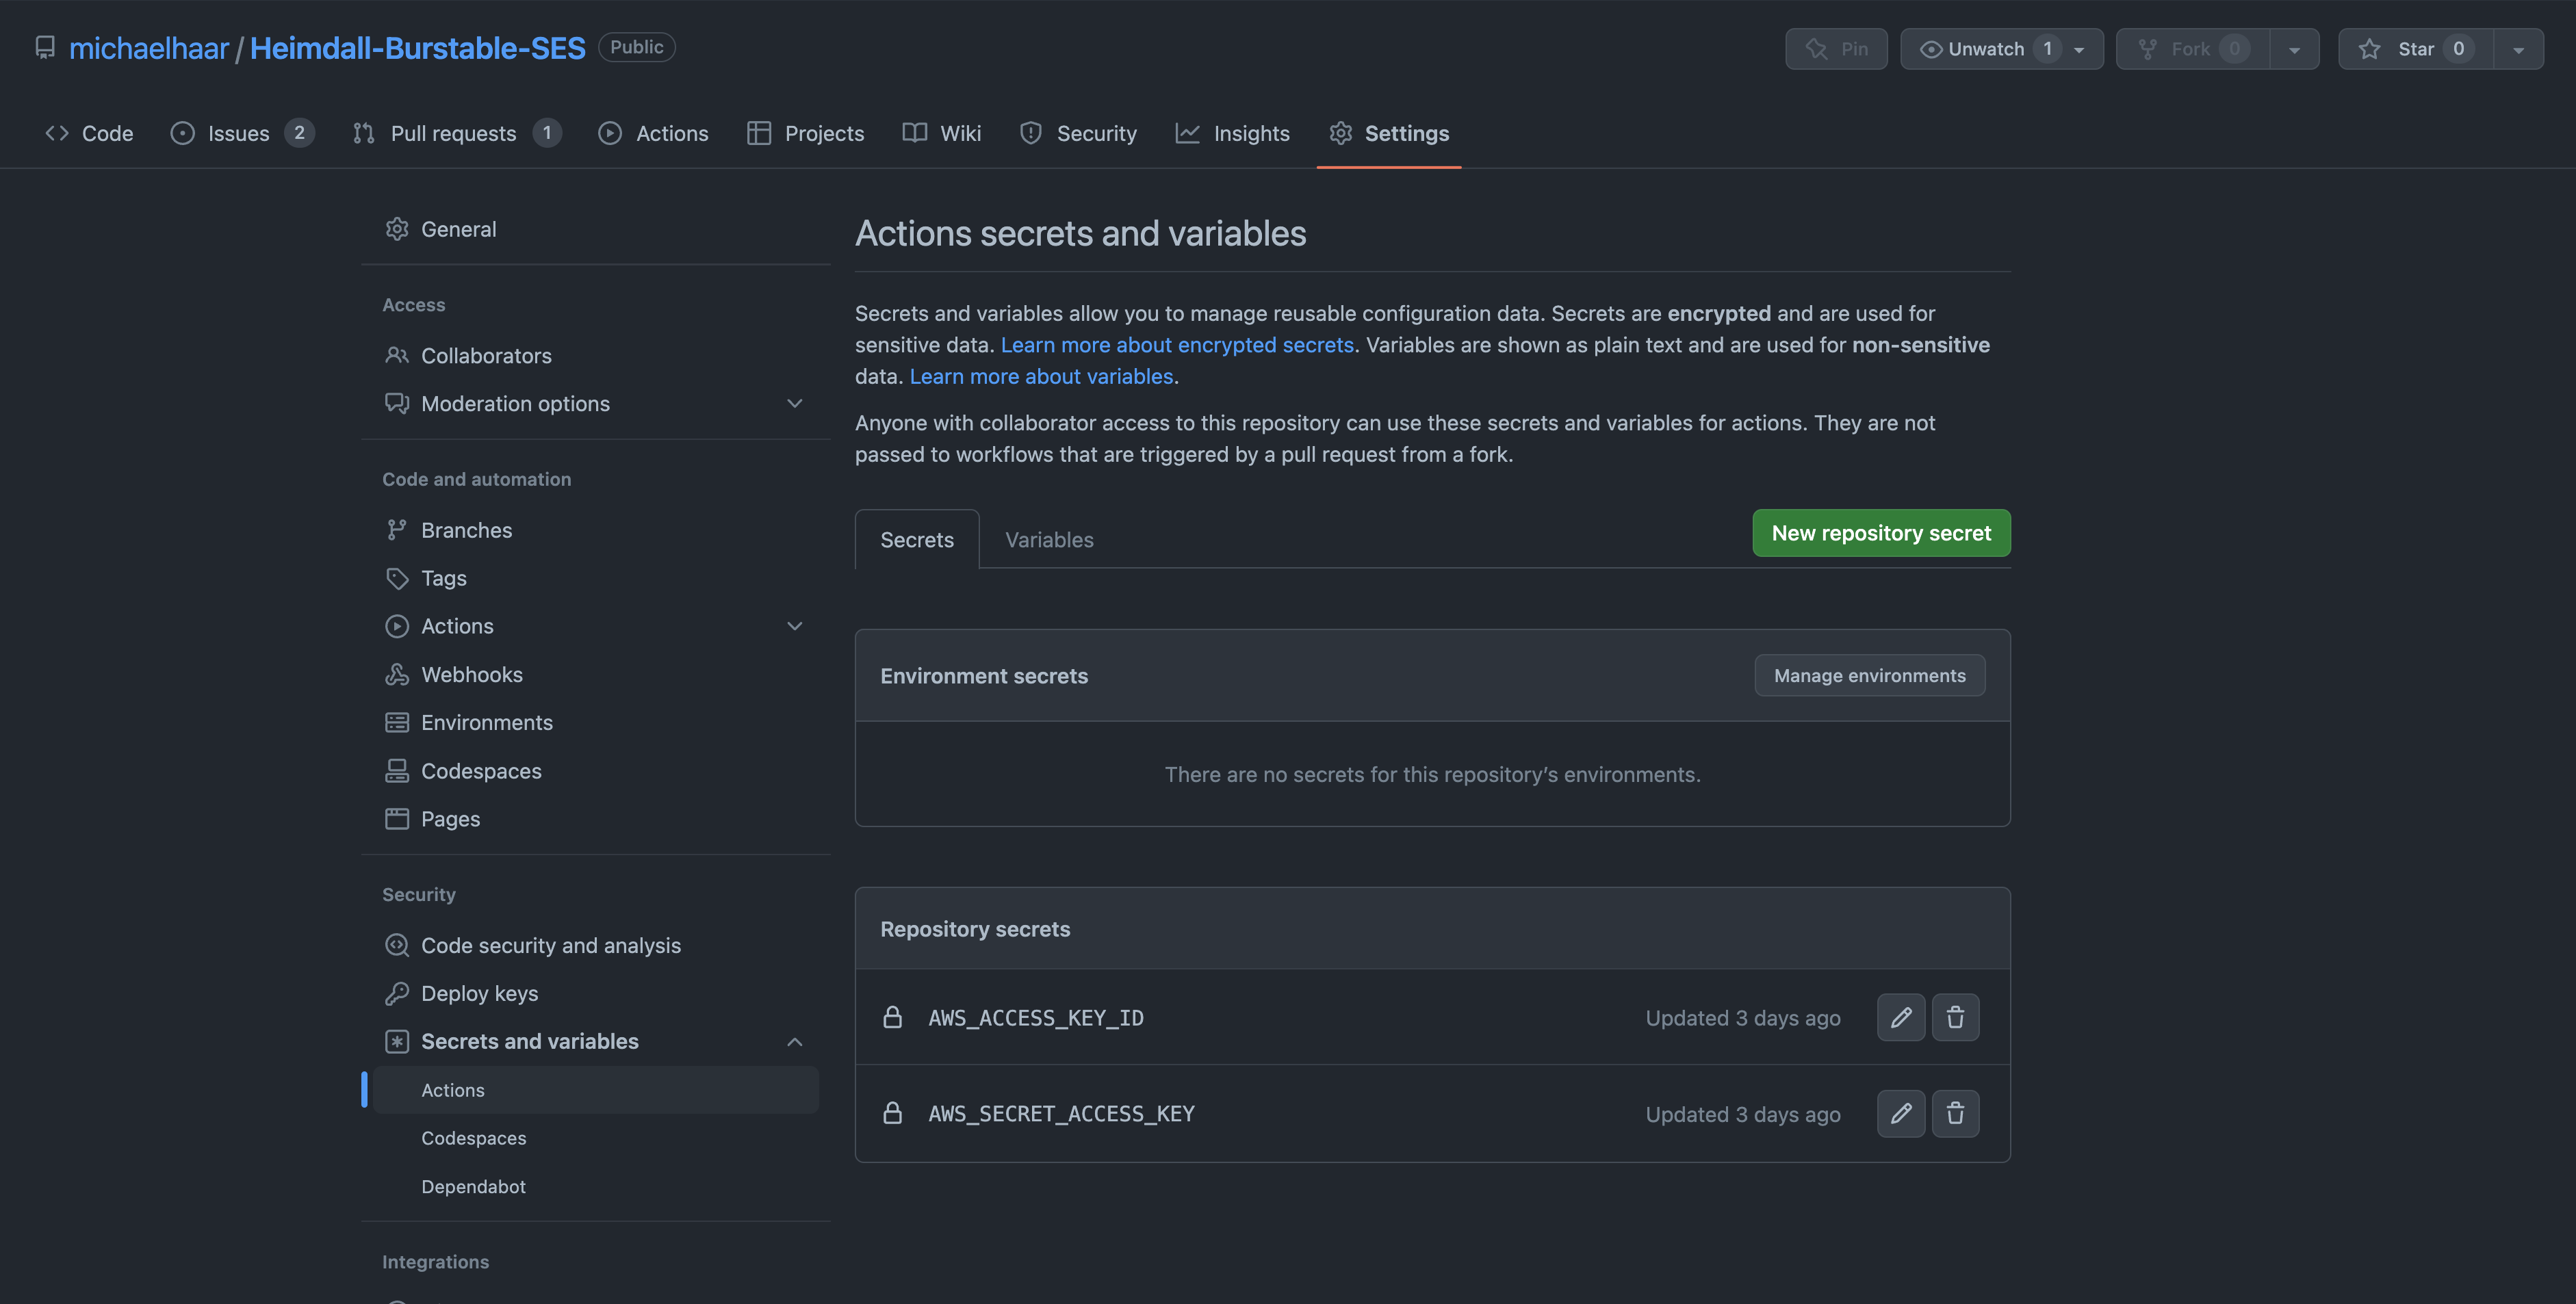 michaelhaar / Heimdall-Burstable-SES Public
Pin Unwatch 1 Fork 0 Star 0
Code Issues 2 Pull requests 1 Actions Projects Wiki Security Insights Settings
General
Access
Collaborators
Moderation options
Code and automation
Branches
Tags
Actions
Webhooks
Environments
Codespaces
Pages
Security
Code security and analysis
Deploy keys
Secrets and variables
Actions
Codespaces
Dependabot
Integrations
Actions secrets and variables
Secrets and variables allow you to manage reusable configuration data. Secrets are encrypted and are used for
sensitive data. Learn more about encrypted secrets. Variables are shown as plain text and are used for non-sensitive
data. Learn more about variables.
Anyone with collaborator access to this repository can use these secrets and variables for actions. They are not
passed to workflows that are triggered by a pull request from a fork.
Secrets Variables New repository secret
Environment secrets Manage environments
There are no secrets for this repository’s environments.
Repository secrets
AWS_ACCESS_KEY_ID Updated 3 days ago
AWS_SECRET_ACCESS_KEY Updated 3 days ago